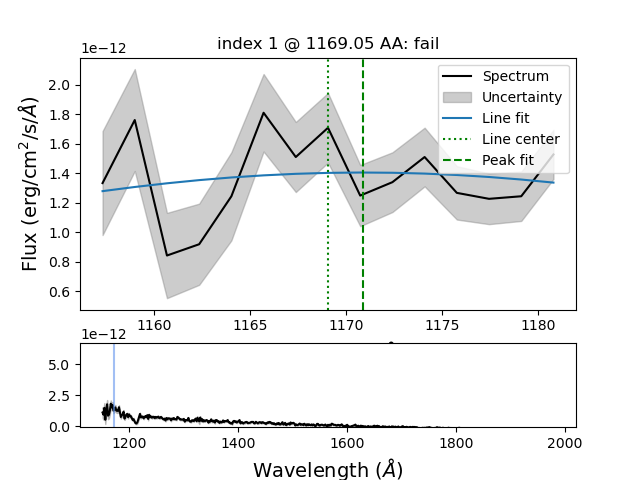 index 1 @ 1169.05 AA: fail
1e−12
Flux (erg/cm²/s/Å)
2.0
1.8
1.6
1.4
1.2
1.0
0.8
0.6
Spectrum
Uncertainty
Line fit
Line center
Peak fit
1160
1165
1170
1175
1180
1e−12
5.0
2.5
0.0
1200
1400
1600
1800
2000
Wavelength (Å)